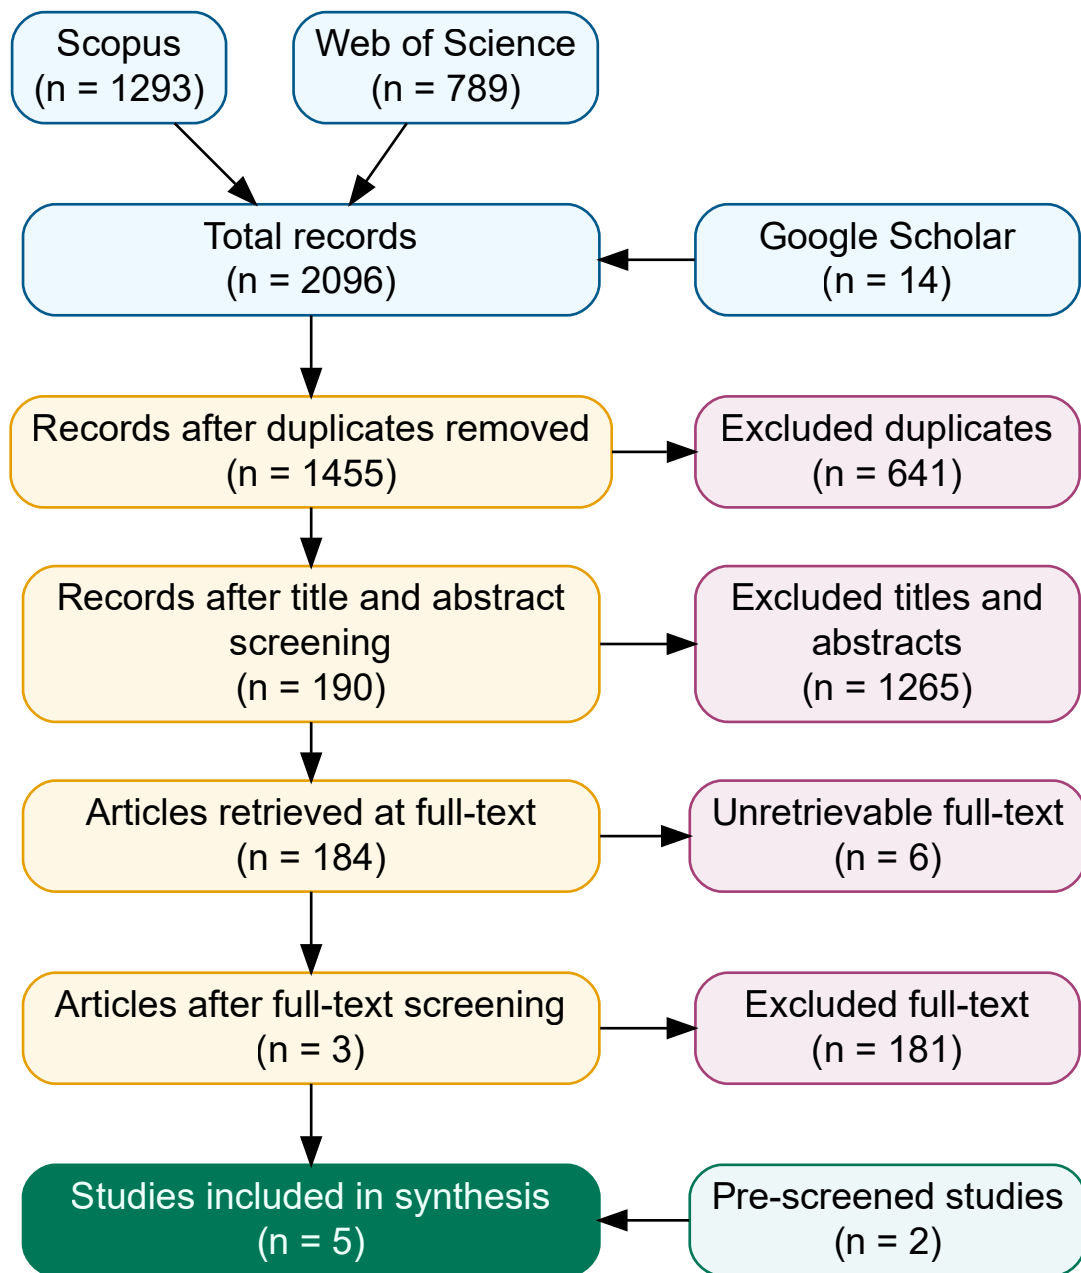 Scopus
(n = 1293)
Web of Science
(n = 789)
Total records
(n = 2096)
Google Scholar
(n = 14)
Records after duplicates removed
(n = 1455)
Excluded duplicates
(n = 641)
Records after title and abstract
screening
(n = 190)
Excluded titles and
abstracts
(n = 1265)
Articles retrieved at full-text
(n = 184)
Unretrievable full-text
(n = 6)
Articles after full-text screening
(n = 3)
Excluded full-text
(n = 181)
Studies included in synthesis
(n = 5)
Pre-screened studies
(n = 2)